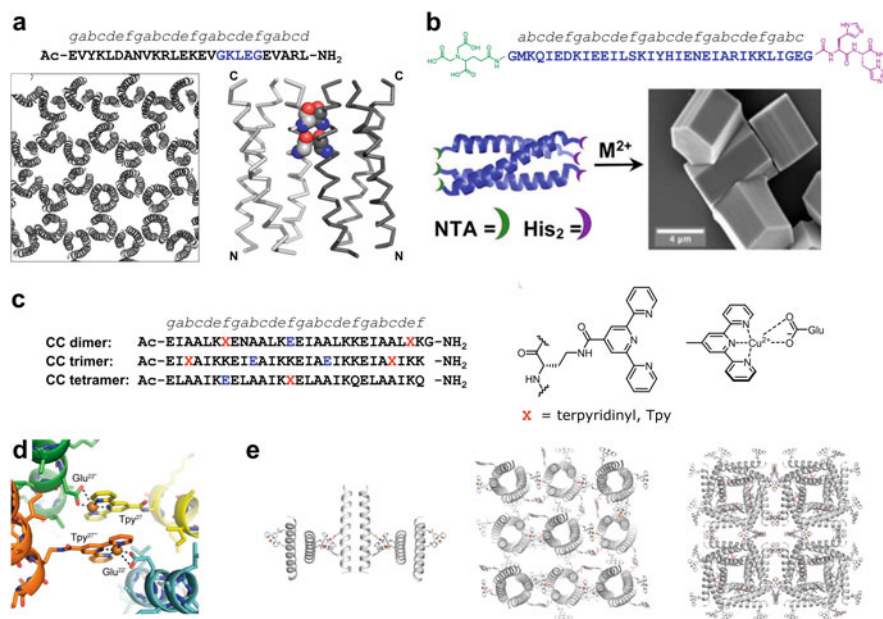 a
gabcdefgabcdefgabcdefgabcd
Ac-EVYKLDANVKRLEKEVGKLEGEVARL-NH2
C C
N N
b
abcdefgabcdefgabcdefgabcdefgabc
GMKQIEDKIEEILSKIYHIENEIARIKKLIGEG
M2+
NTA = His2 =
4 µm
c
gabcdefgabcdefgabcdefgabcdef
CC dimer: Ac-EIAALKXENAALKEEIAALKKEIAALXKG-NH2
CC trimer: Ac-EIXAIKKEIEAIKKEIAEIKKEIAXIKK-NH2
CC tetramer: Ac-ELAAIKEELAAIKXELAAIKQELAAIKQ-NH2
X = terpyridinyl, Tpy
Cu2+
Glu
d
Glu22'
Tpy27
Tpy27''
Glu22
e